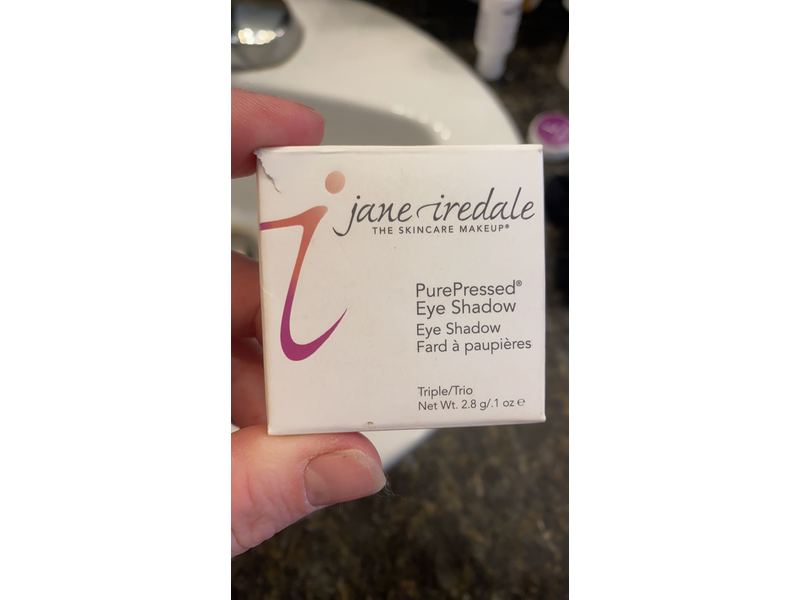 jane iredale
THE SKINCARE MAKEUP®
PurePressed®
Eye Shadow
Eye Shadow
Fard à paupières
Triple/Trio
Net Wt. 2.8 g/.1 oz ℮